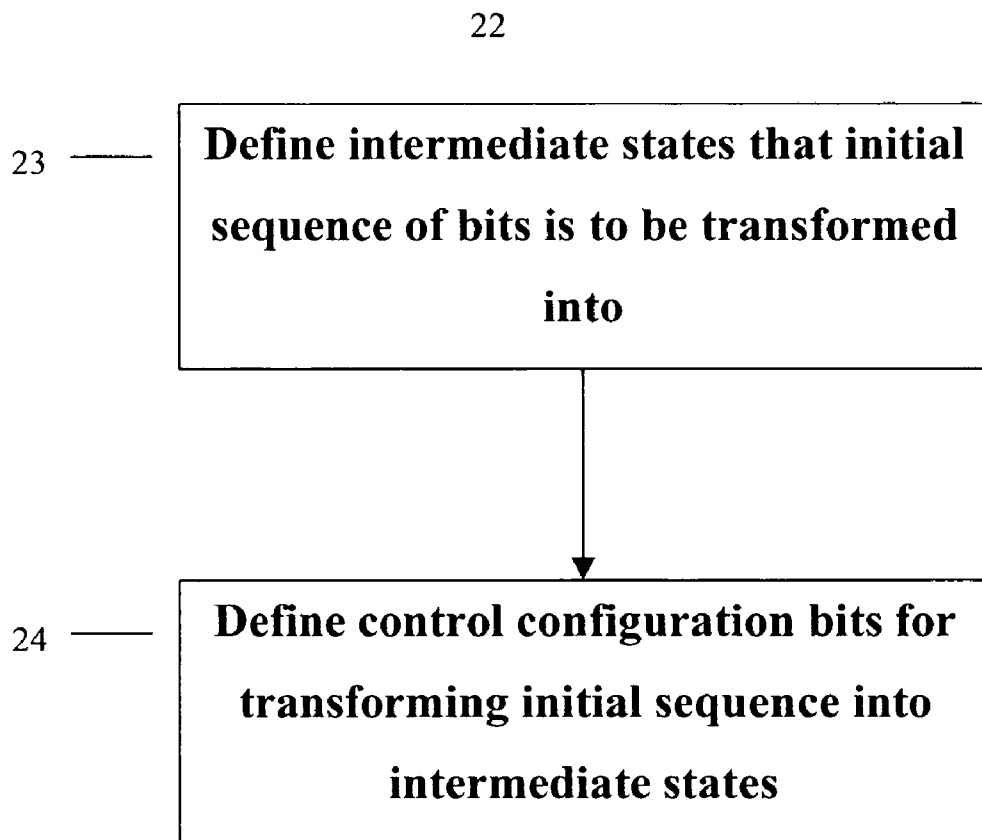 22
23
Define intermediate states that initial
sequence of bits is to be transformed
into
24
Define control configuration bits for
transforming initial sequence into
intermediate states